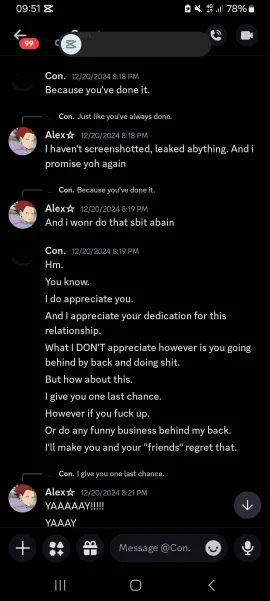 09:51
78%
99
Con. 12/20/2024 8:18 PM
Because you've done it.
Con. Just like you've always done.
Alex☆ 12/20/2024 8:18 PM
I haven't screenshotted, leaked abything. And i
promise yoh again
Con. Because you've done it.
Alex☆ 12/20/2024 8:19 PM
And i wonr do that sbit abain
Con. 12/20/2024 8:19 PM
Hm.
You know.
I do appreciate you.
And I appreciate your dedication for this
relationship.
What I DON'T appreciate however is you going
behind by back and doing shit.
But how about this.
I give you one last chance.
However if you fuck up.
Or do any funny business behind my back.
I'll make you and your "friends" regret that.
Con. I give you one last chance.
Alex☆ 12/20/2024 8:21 PM
YAAAAAY!!!!!
YAAAY
Message @Con.